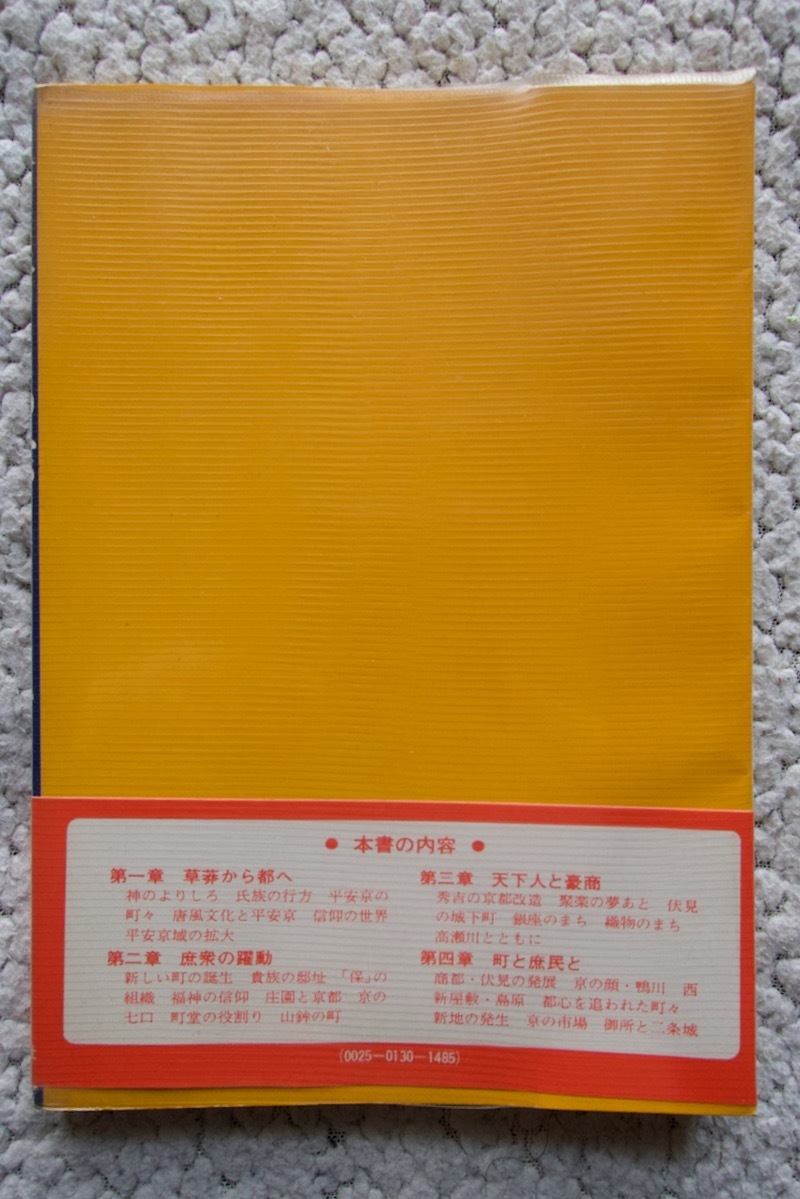 ● 本書の内容 ●
第一章 草莽から都へ
神のよりしろ 氏族の行方 平安京の
町々 唐風文化と平安京 信仰の世界
平安京域の拡大
第二章 庶衆の躍動
新しい町の誕生 貴族の邸址 「保」の
組織 福神の信仰 庄園と京都 京の
七口 町堂の役割り 山鉾の町
第三章 天下人と豪商
秀吉の京都改造 聚楽の夢あと 伏見
の城下町 銀座のまち 織物のまち
高瀬川とともに
第四章 町と庶民と
商都・伏見の発展 京の顔・鴨川 西
新屋敷・島原 都心を追われた町々
新地の発生 京の市場 御所と二条城
(0025-0130-1485)